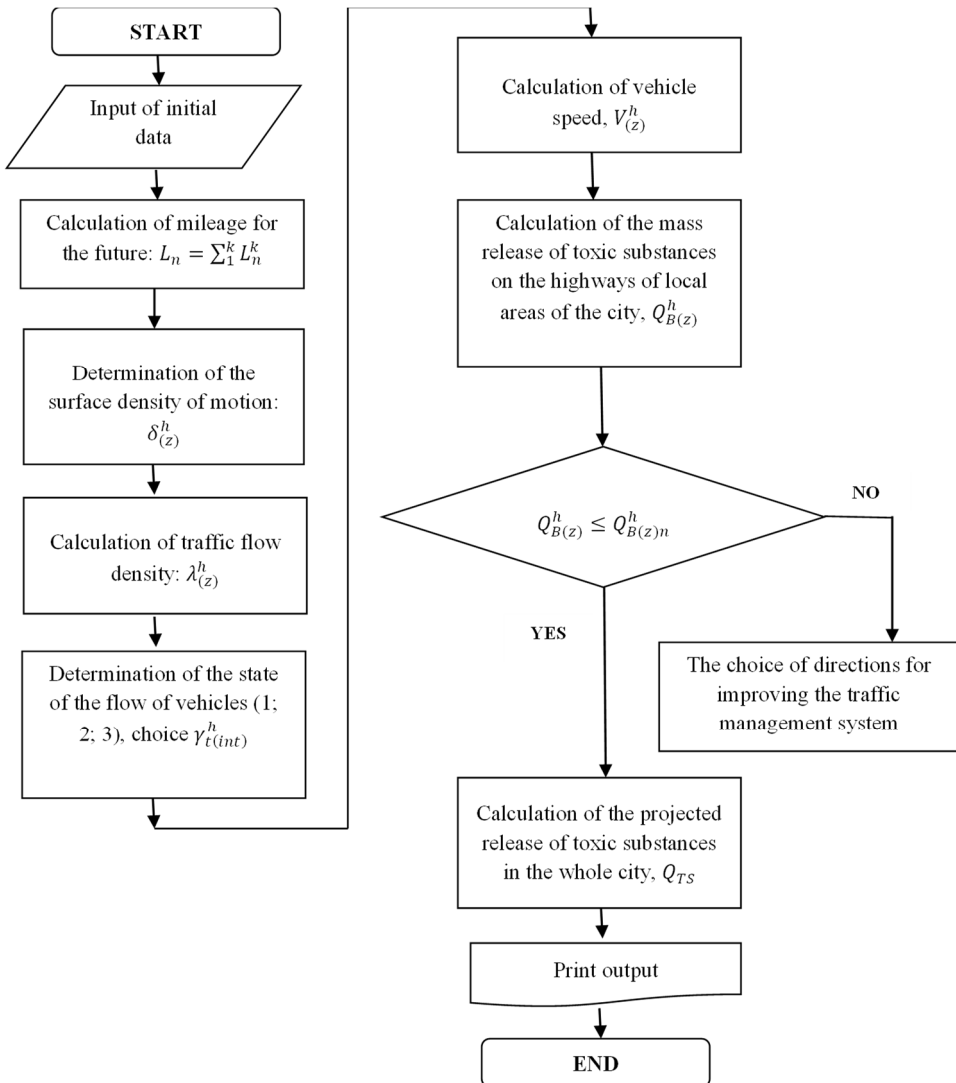 START
Input of initial
data
Calculation of mileage for
the future: $L_n = \sum_1^k L_n^k$
Determination of the
surface density of motion:
$\delta_{(z)}^h$
Calculation of traffic flow
density: $\lambda_{(z)}^h$
Determination of the state
of the flow of vehicles (1;
2; 3), choice $\gamma_{t(int)}^h$
Calculation of vehicle
speed, $V_{(z)}^h$
Calculation of the mass
release of toxic substances
on the highways of local
areas of the city, $Q_{B(z)}^h$
$Q_{B(z)}^h \leq Q_{B(z)n}^h$
NO
YES
The choice of directions for
improving the traffic
management system
Calculation of the projected
release of toxic substances
in the whole city, $Q_{TS}$
Print output
END